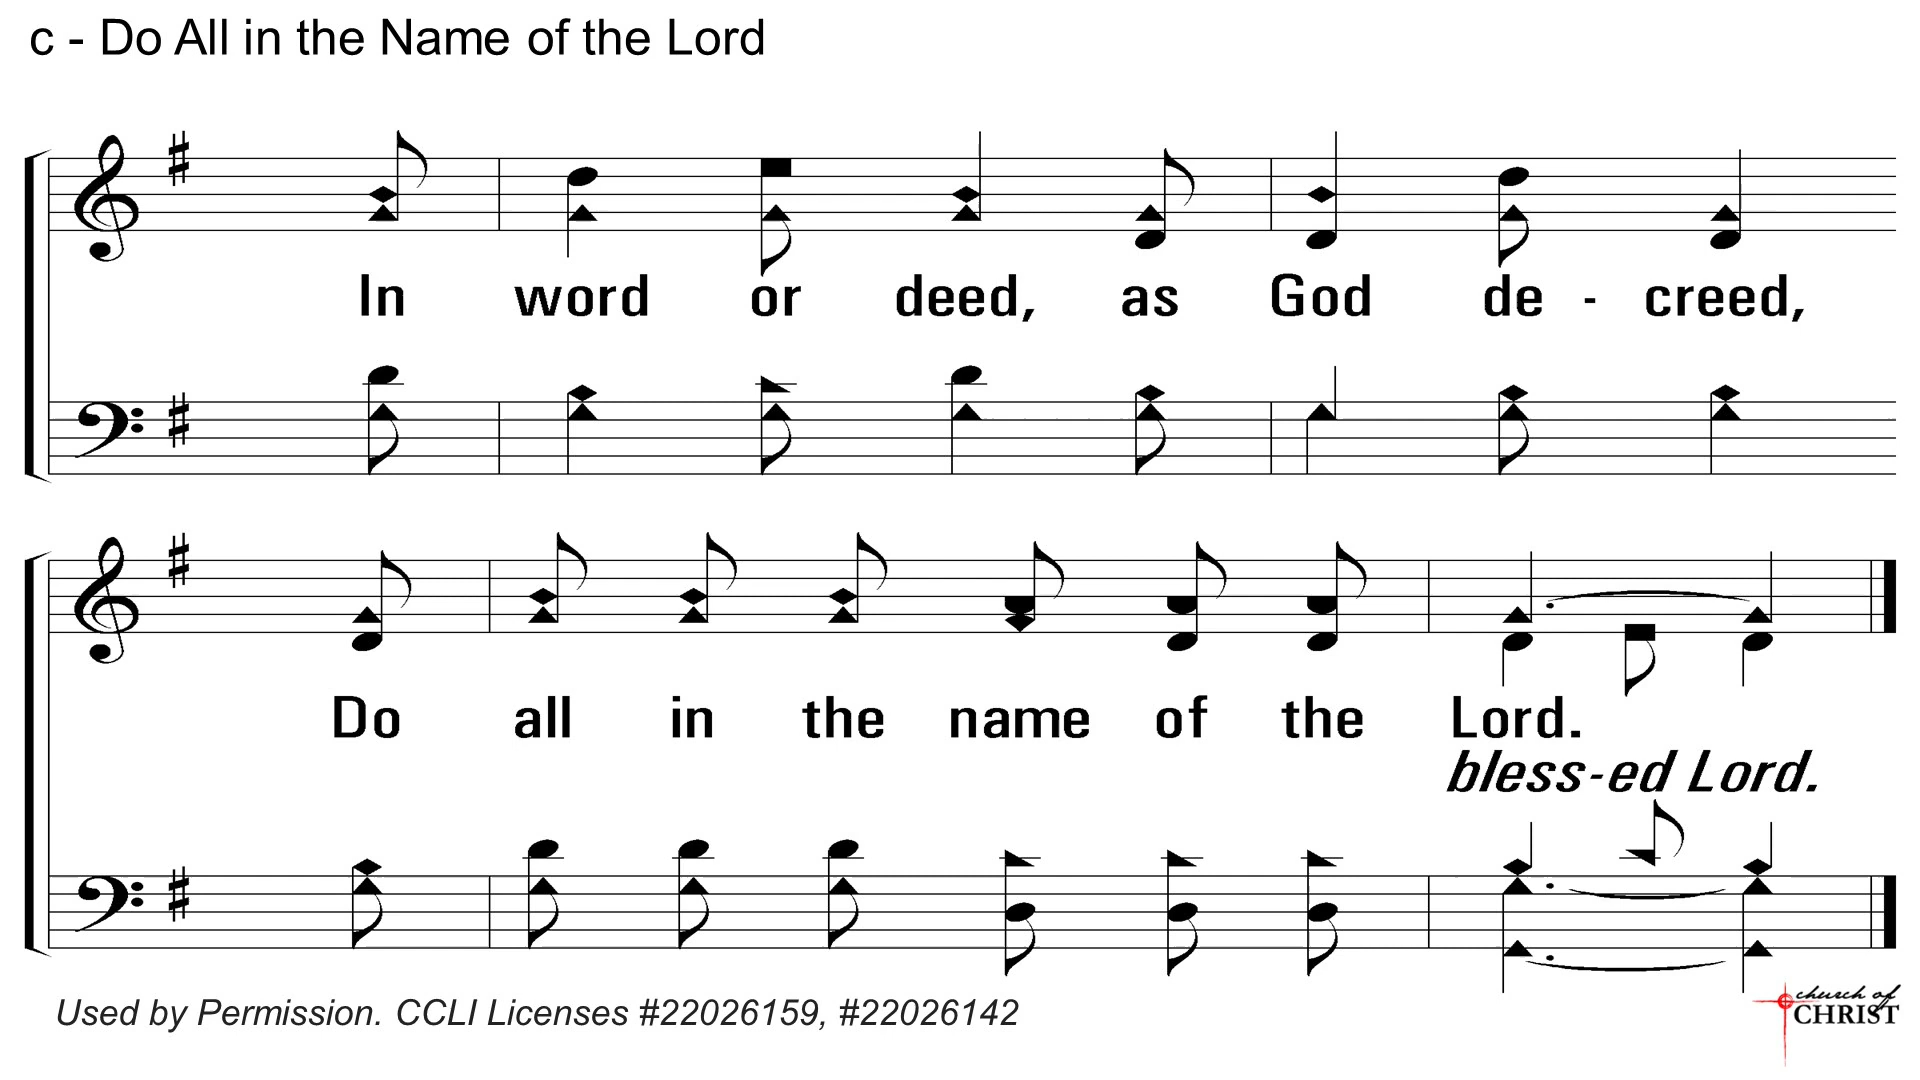 c - Do All in the Name of the Lord
In word or deed, as God de - creed,
Do all in the name of the Lord.
bless-ed Lord.
Used by Permission. CCLI Licenses #22026159, #22026142
church of
CHRIST